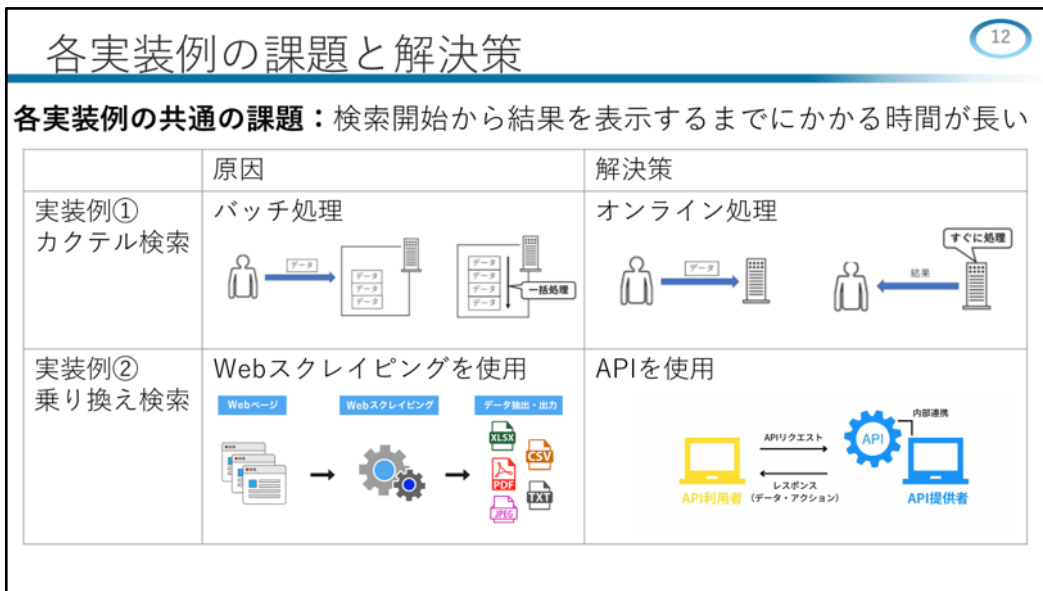 各実装例の課題と解決策
12
各実装例の共通の課題：検索開始から結果を表示するまでにかかる時間が長い
原因
解決策
実装例①
カクテル検索
バッチ処理
データ
データ
データ
データ
データ
データ
データ
データ
一括処理
オンライン処理
データ
すぐに処理
結果
実装例②
乗り換え検索
Webスクレイピングを使用
Webページ
Webスクレイピング
データ抽出・出力
XLSX
CSV
PDF
TXT
JPEG
APIを使用
内部連携
APIリクエスト
API
レスポンス
（データ・アクション）
API利用者
API提供者